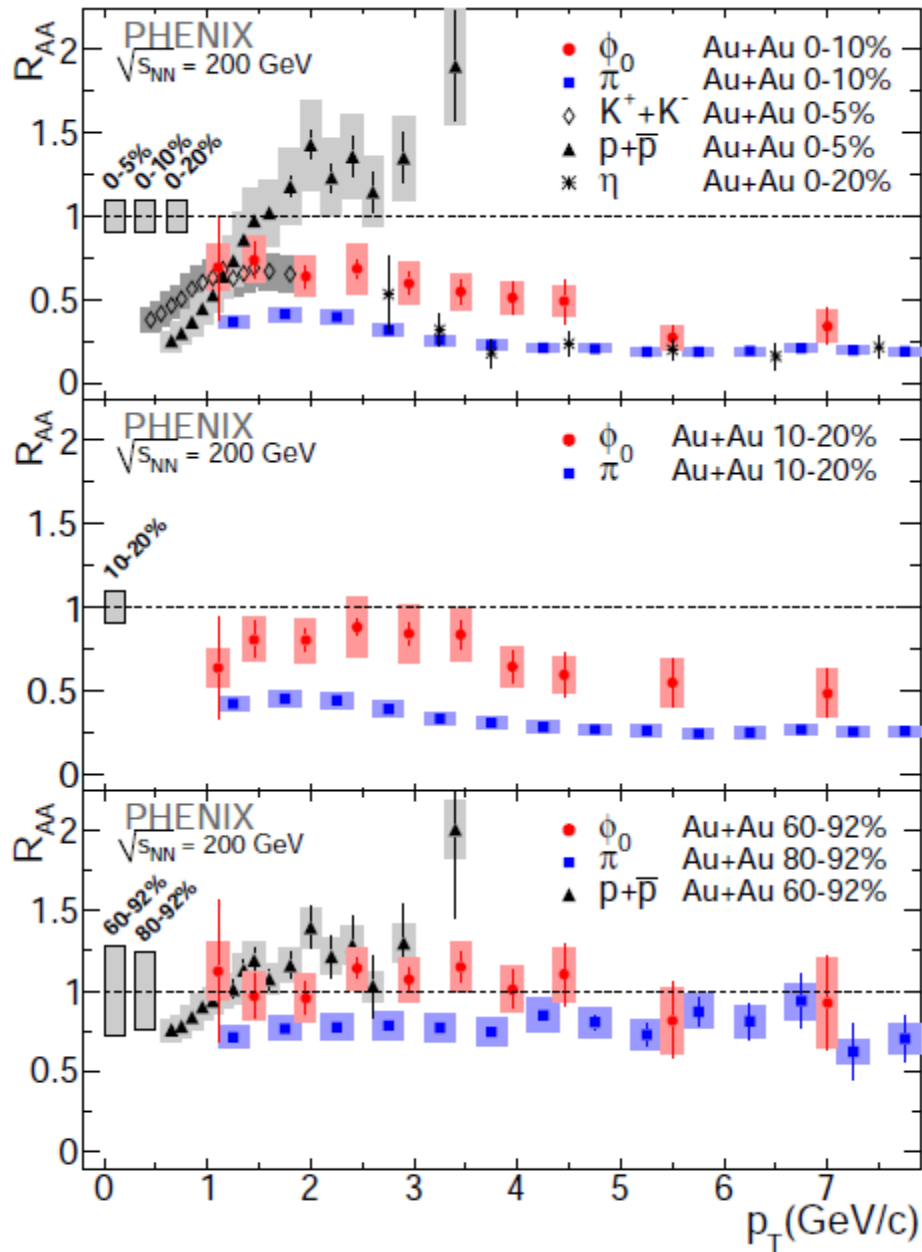 R_AA
PHENIX
√s_NN = 200 GeV
ϕ Au+Au 0-10%
π⁰ Au+Au 0-10%
K⁺+K⁻ Au+Au 0-5%
p+p̅ Au+Au 0-5%
η Au+Au 0-20%
0-5%
0-10%
0-20%
2
1.5
1
0.5
0
R_AA
PHENIX
√s_NN = 200 GeV
ϕ Au+Au 10-20%
π⁰ Au+Au 10-20%
10-20%
2
1.5
1
0.5
0
R_AA
PHENIX
√s_NN = 200 GeV
ϕ Au+Au 60-92%
π⁰ Au+Au 80-92%
p+p̅ Au+Au 60-92%
60-92%
80-92%
2
1.5
1
0.5
0
0 1 2 3 4 5 6 7
p_T(GeV/c)